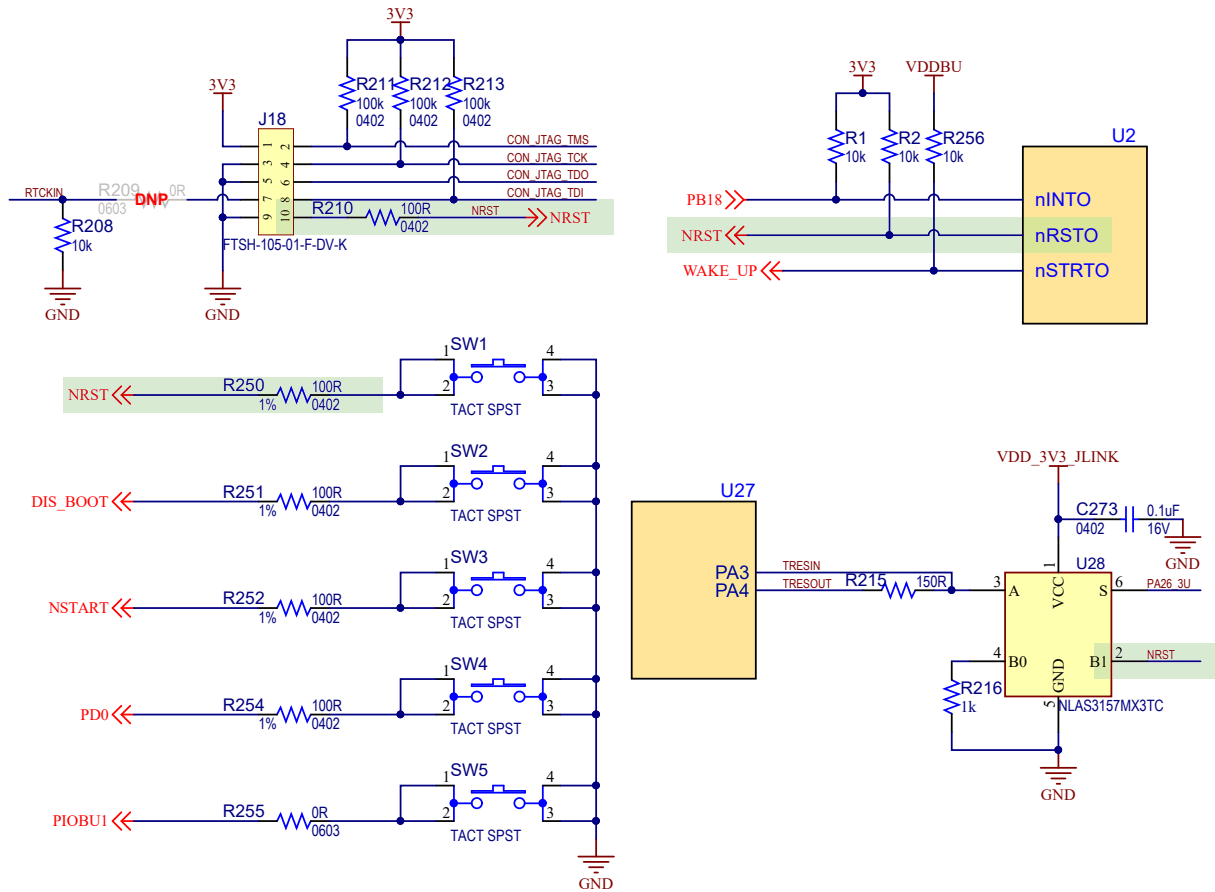 3V3
R211
100k
0402
R212
100k
0402
R213
100k
0402
3V3
J18
1
2
3
4
5
6
7
8
9
10
CON_JTAG_TMS
CON_JTAG_TCK
CON_JTAG_TDO
CON_JTAG_TDI
RTCKIN
R209
0R
DNP
0603
R208
10k
R210
100R
0402
NRST
NRST
FTSH-105-01-F-DV-K
GND
GND
3V3
VDDBU
R1
10k
R2
10k
R256
10k
U2
PB18
nINTO
NRST
nRSTO
WAKE_UP
nSTRTO
SW1
1
4
2
3
TACT SPST
NRST
R250
1%
100R
0402
SW2
1
4
2
3
TACT SPST
DIS_BOOT
R251
1%
100R
0402
SW3
1
4
2
3
TACT SPST
NSTART
R252
1%
100R
0402
SW4
1
4
2
3
TACT SPST
PD0
R254
1%
100R
0402
SW5
1
4
2
3
TACT SPST
PIOBU1
R255
0R
0603
GND
VDD_3V3_JLINK
U27
C273
0402
0.1uF
16V
GND
PA3
TRESIN
PA4
TRESOUT
R215
150R
U28
1
VCC
3
A
S
6
PA26_3U
4
B0
B1
2
NRST
GND
5
R216
1k
NLAS3157MX3TC
GND